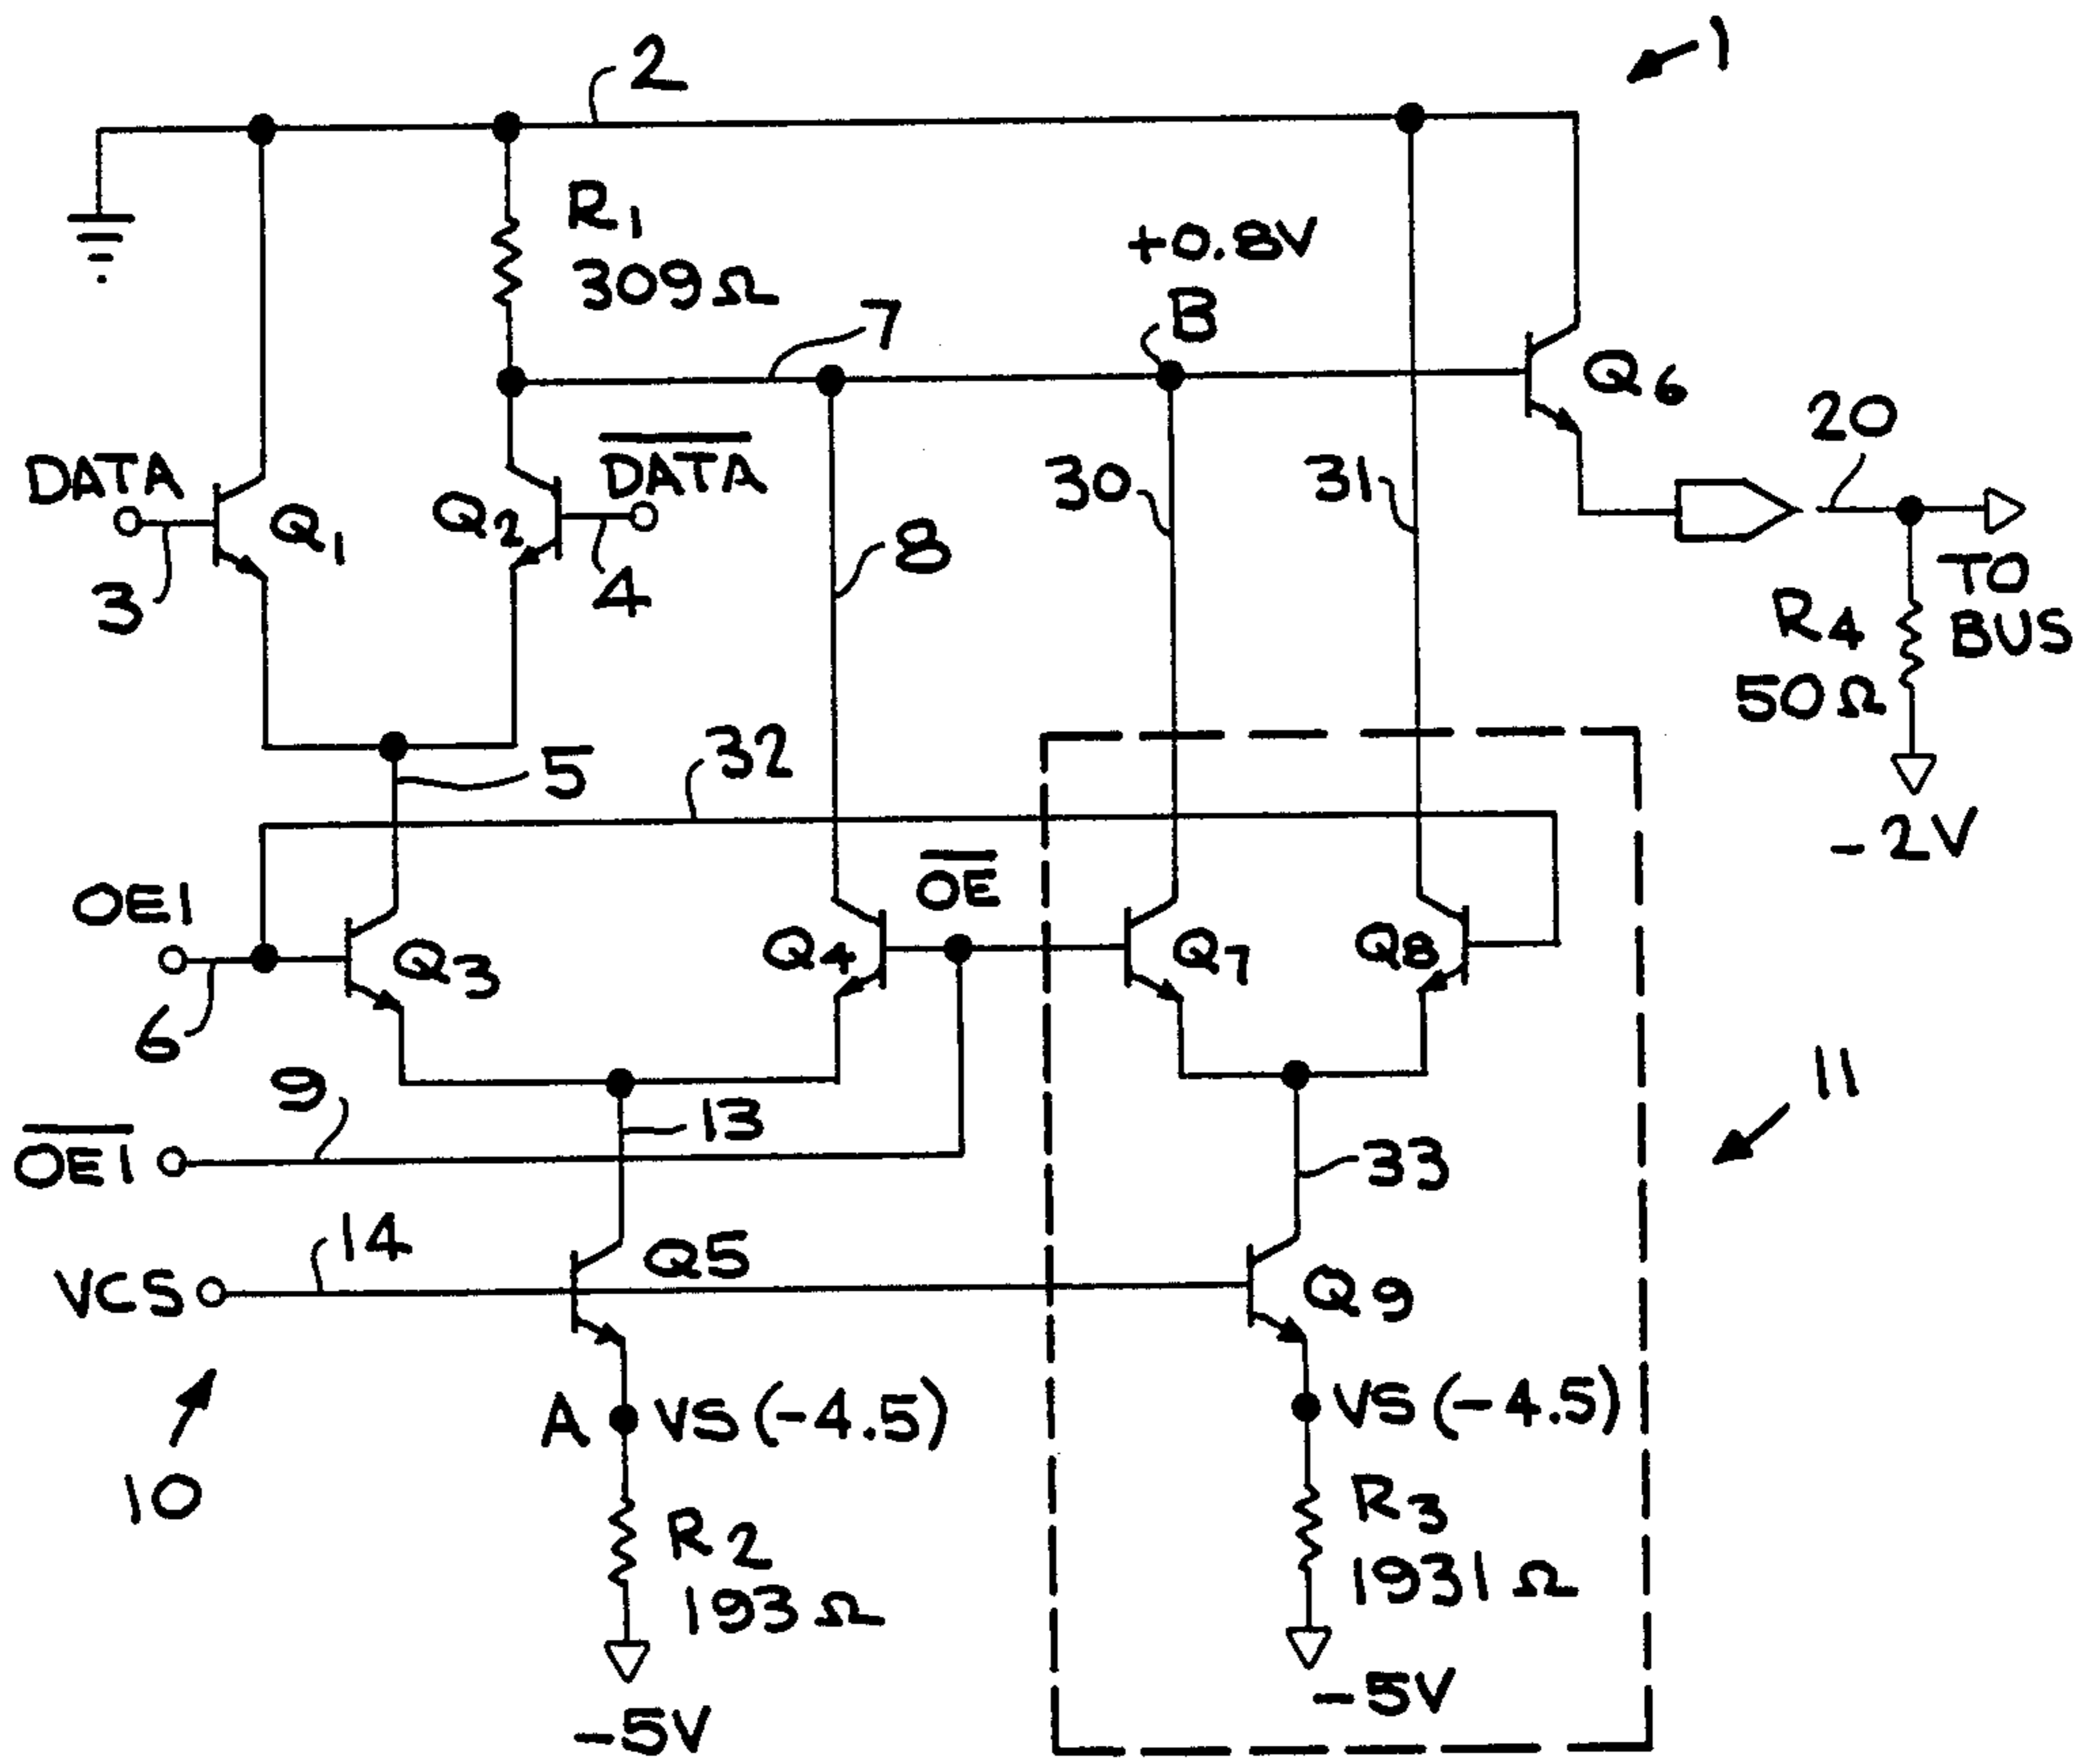 1
2
R1
309Ω
+0.8V
B
7
Q6
20
DATA
Q1
Q2
DATA
30
31
8
3
4
TO
BUS
R4
50Ω
5
32
-2V
OE1
OE
Q3
Q4
Q7
Q8
6
9
13
11
OE1
33
14
Q5
VCS
Q9
A
VS (-4.5)
VS (-4.5)
10
R2
193Ω
R3
1931Ω
-5V
-5V